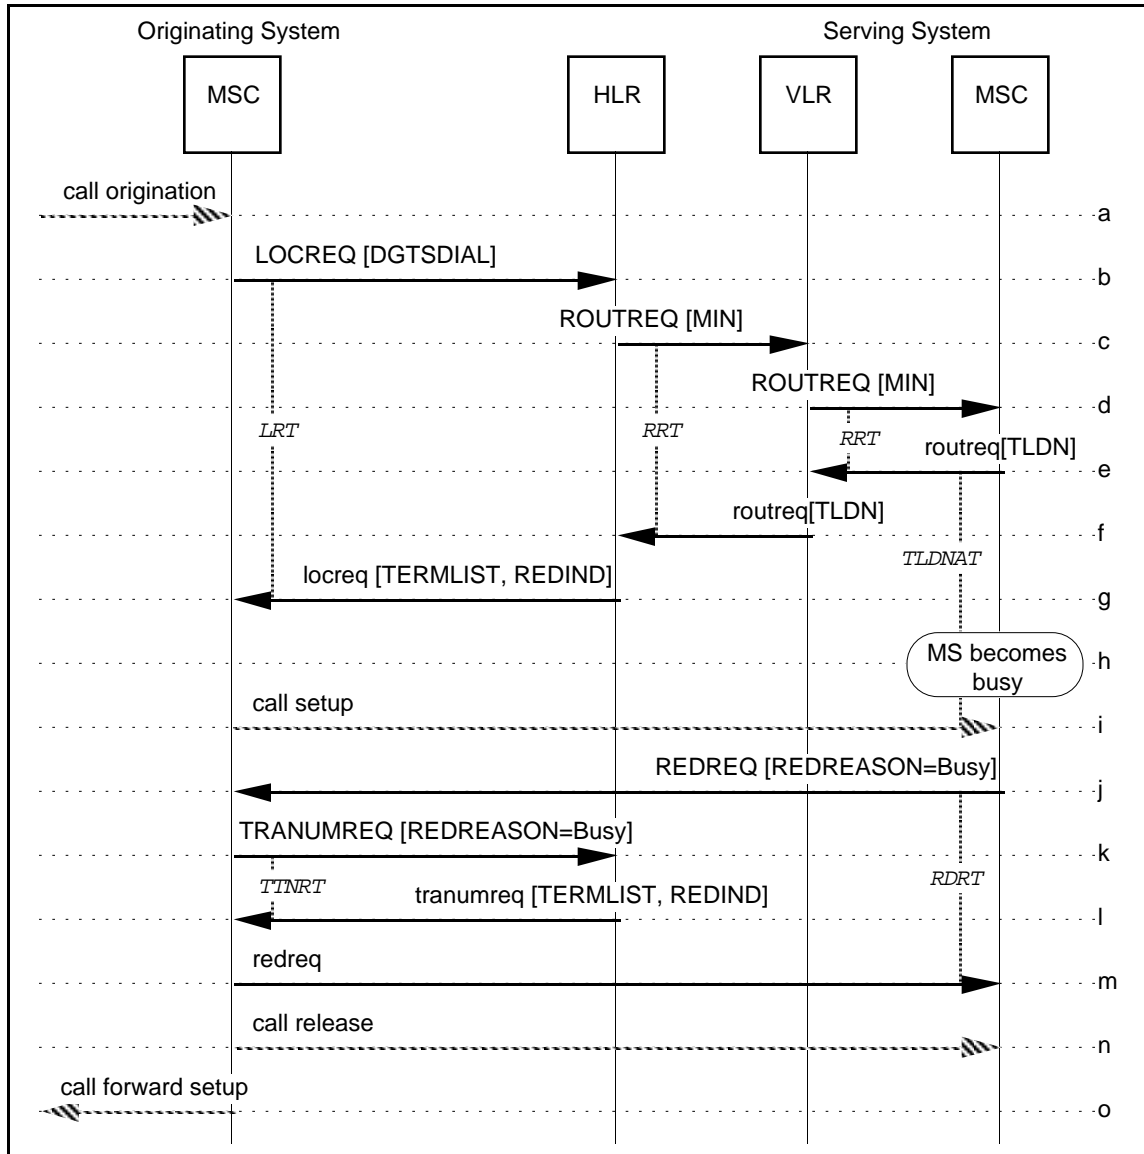 Originating System
Serving System
MSC
HLR
VLR
MSC
call origination
a
LOCREQ [DGTSDIAL]
b
ROUTREQ [MIN]
c
ROUTREQ [MIN]
d
LRT
RRT
RRT
routreq[TLDN]
e
routreq[TLDN]
f
TLDNAT
locreq [TERMLIST, REDIND]
g
MS becomes
busy
h
call setup
i
REDREQ [REDREASON=Busy]
j
TRANUMREQ [REDREASON=Busy]
k
TTNRT
RDRT
tranumreq [TERMLIST, REDIND]
l
redreq
m
call release
n
call forward setup
o